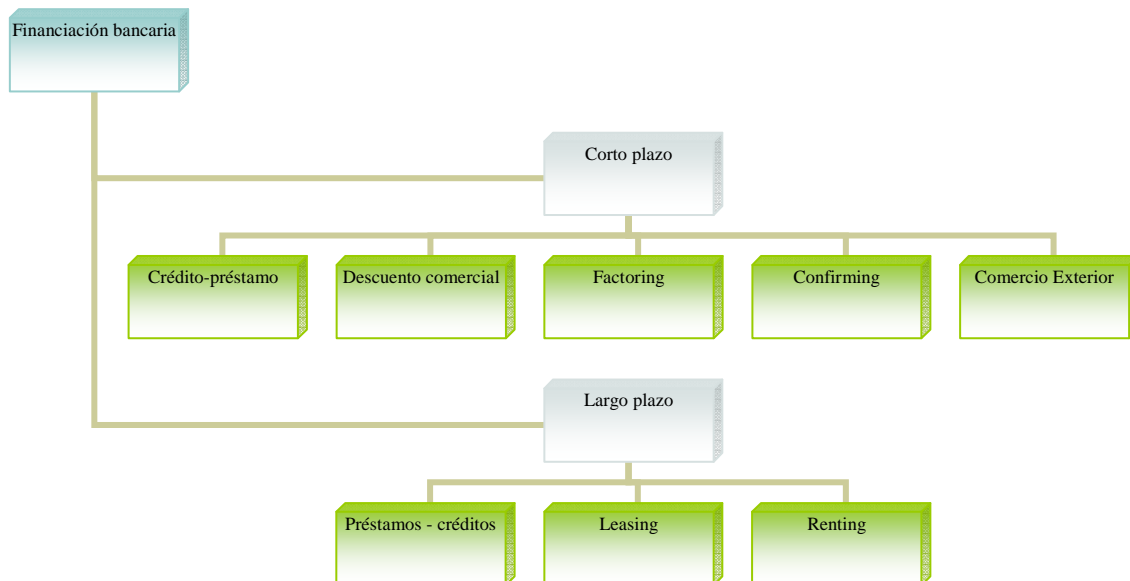 Financiación bancaria
Corto plazo
Crédito-préstamo
Descuento comercial
Factoring
Confirming
Comercio Exterior
Largo plazo
Préstamos - créditos
Leasing
Renting